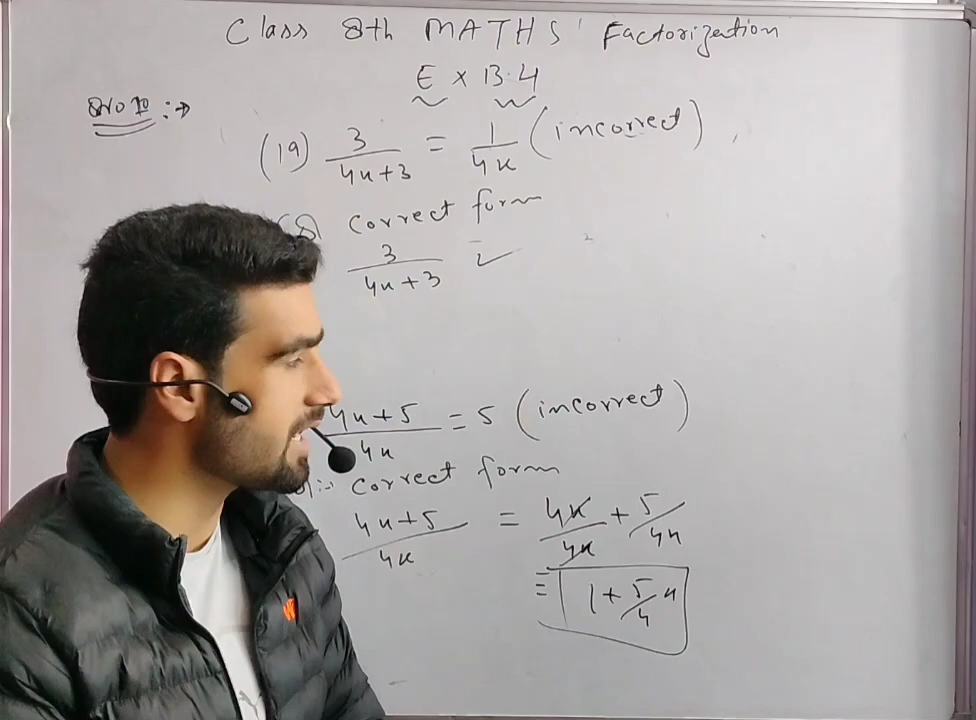 Class 8th MATHS' Factorization
Ex 13.4
(19) 3/4x+3 = 1/4x (incorrect)
correct form
3/4x+3
4x+5/4x = 5 (incorrect)
correct form
4x+5/4x = 4x/4x + 5/4x
= 1+5/4x